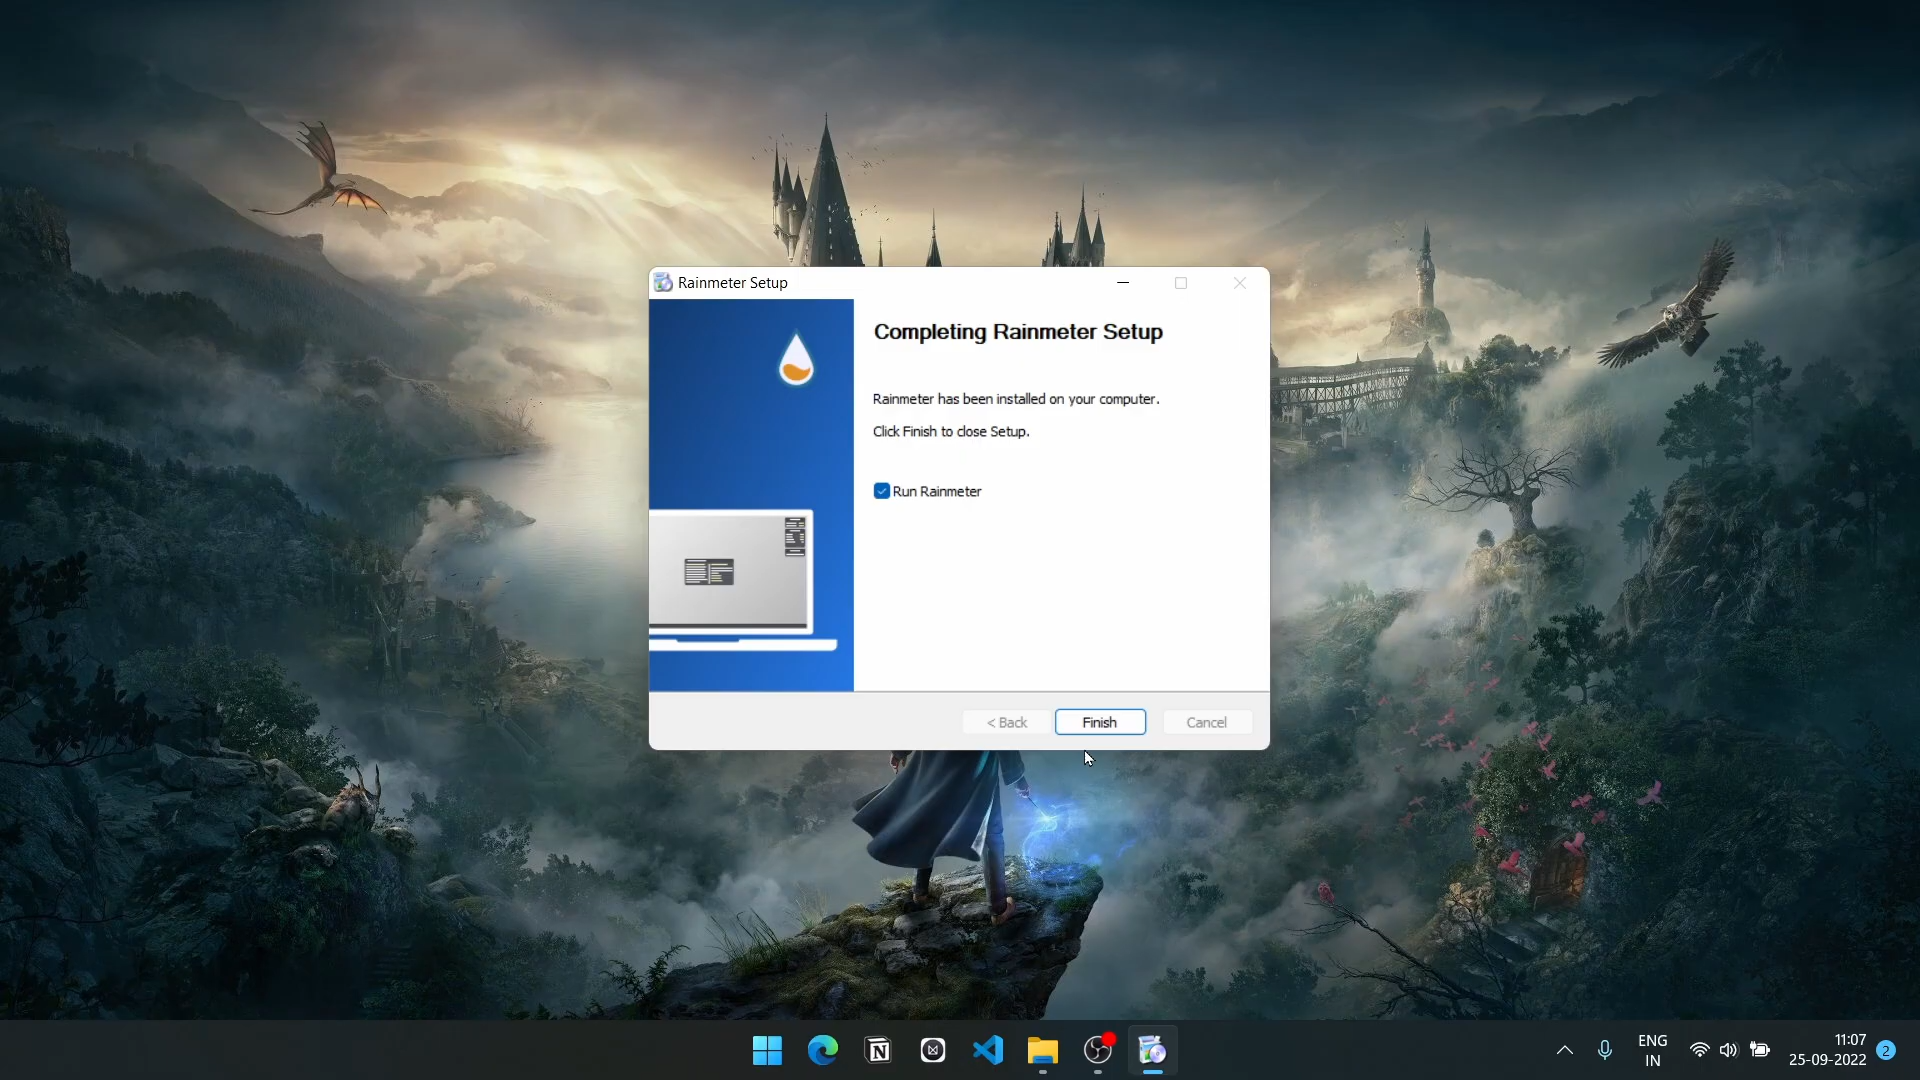 Rainmeter Setup
Completing Rainmeter Setup
Rainmeter has been installed on your computer.
Click Finish to close Setup.
Run Rainmeter
< Back
Finish
Cancel
ENG
IN
11:07
25-09-2022
2